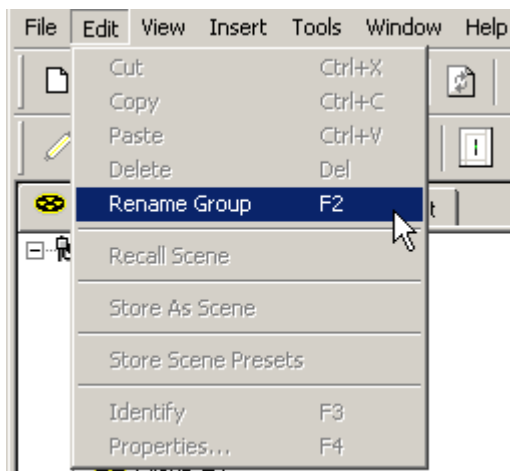 File Edit View Insert Tools Window Help
Cut Ctrl+X
Copy Ctrl+C
Paste Ctrl+V
Delete Del
Rename Group F2
Recall Scene
Store As Scene
Store Scene Presets
Identify F3
Properties... F4